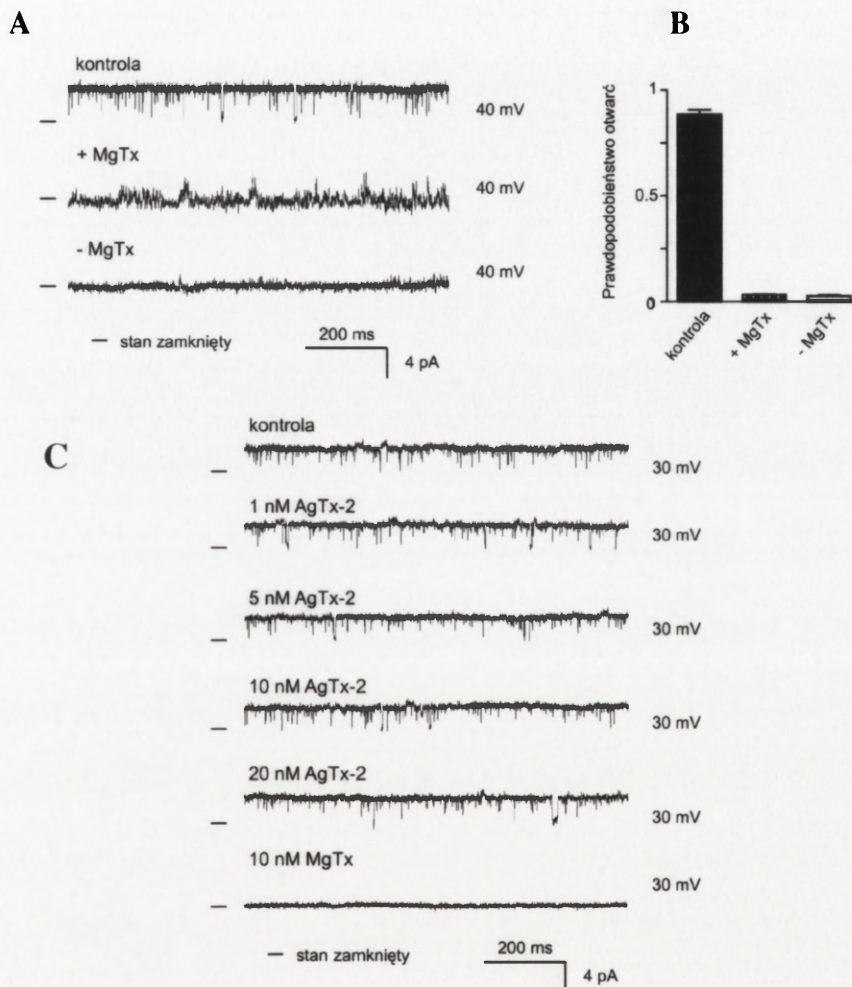 A
kontrola
40 mV
+ MgTx
40 mV
- MgTx
40 mV
— stan zamknięty
200 ms
4 pA
B
Prawdopodobieństwo otwarć
1
0.5
0
kontrola
+ MgTx
- MgTx
C
kontrola
30 mV
1 nM AgTx-2
30 mV
5 nM AgTx-2
30 mV
10 nM AgTx-2
30 mV
20 nM AgTx-2
30 mV
10 nM MgTx
30 mV
— stan zamknięty
200 ms
4 pA